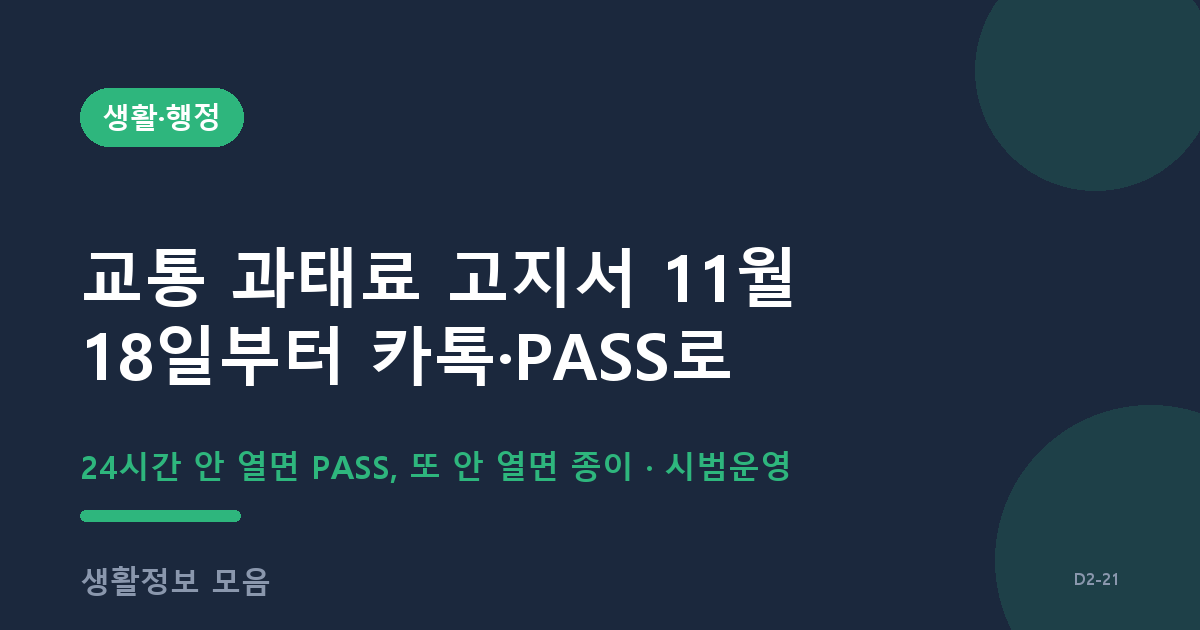 생활·행정
교통 과태료 고지서 11월
18일부터 카톡·PASS로
24시간 안 열면 PASS, 또 안 열면 종이 · 시범운영
생활정보 모음
D2-21